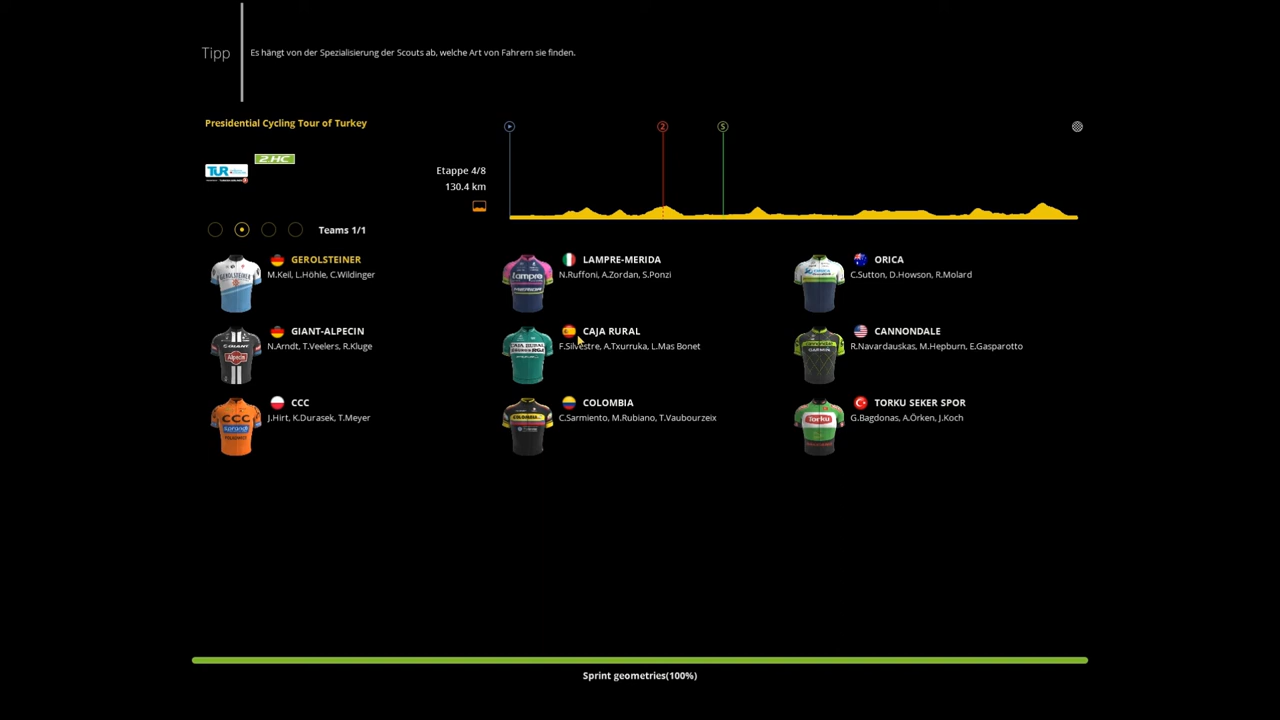 Tipp
Es hängt von der Spezialisierung der Scouts ab, welche Art von Fahrern sie finden.
Presidential Cycling Tour of Turkey
2.HC
TUR
Etappe 4/8
130.4 km
2
S
Teams 1/1
GEROLSTEINER
M.Keil, L.Höhle, C.Wildinger
LAMPRE-MERIDA
N.Ruffoni, A.Zordan, S.Ponzi
ORICA
C.Sutton, D.Howson, R.Molard
GIANT-ALPECIN
N.Arndt, T.Veelers, R.Kluge
CAJA RURAL
F.Silvestre, A.Txurruka, L.Mas Bonet
CANNONDALE
R.Navardauskas, M.Hepburn, E.Gasparotto
CCC
J.Hirt, K.Durasek, T.Meyer
COLOMBIA
C.Sarmiento, M.Rubiano, T.Vaubourzeix
TORKU SEKER SPOR
G.Bagdonas, A.Örken, J.Koch
Sprint geometries(100%)